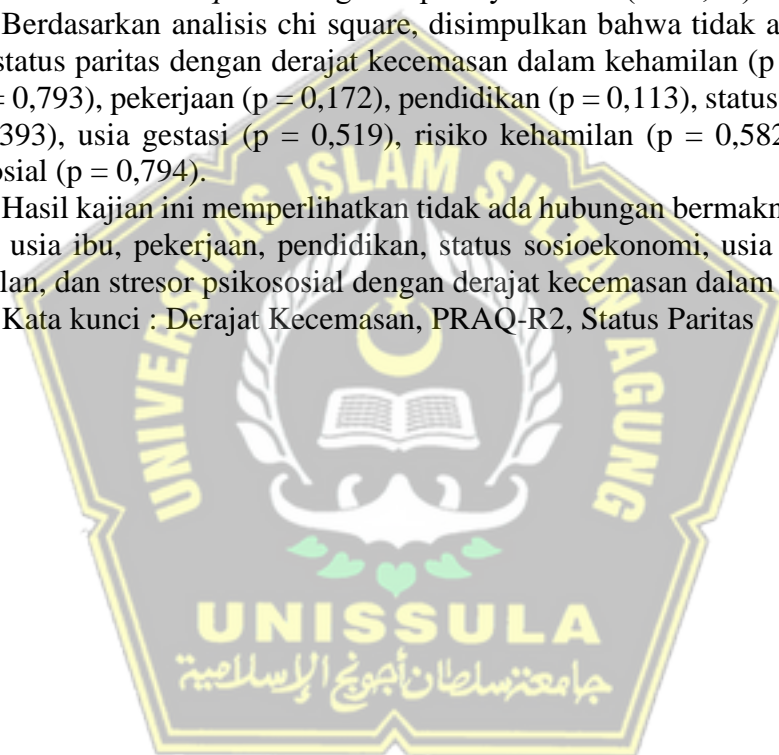 Berdasarkan analisis chi square, disimpulkan bahwa tidak a
status paritas dengan derajat kecemasan dalam kehamilan (p
= 0,793), pekerjaan (p = 0,172), pendidikan (p = 0,113), status
393), usia gestasi (p = 0,519), risiko kehamilan (p = 0,582
osial (p = 0,794).
Hasil kajian ini memperlihatkan tidak ada hubungan bermakn
usia ibu, pekerjaan, pendidikan, status sosioekonomi, usia
lan, dan stresor psikososial dengan derajat kecemasan dalam
Kata kunci : Derajat Kecemasan, PRAQ-R2, Status Paritas
UNIVERSITAS ISLAM SULTAN AGUNG
UNISSULA
جامعتنسلطان أجونج الإسلامية